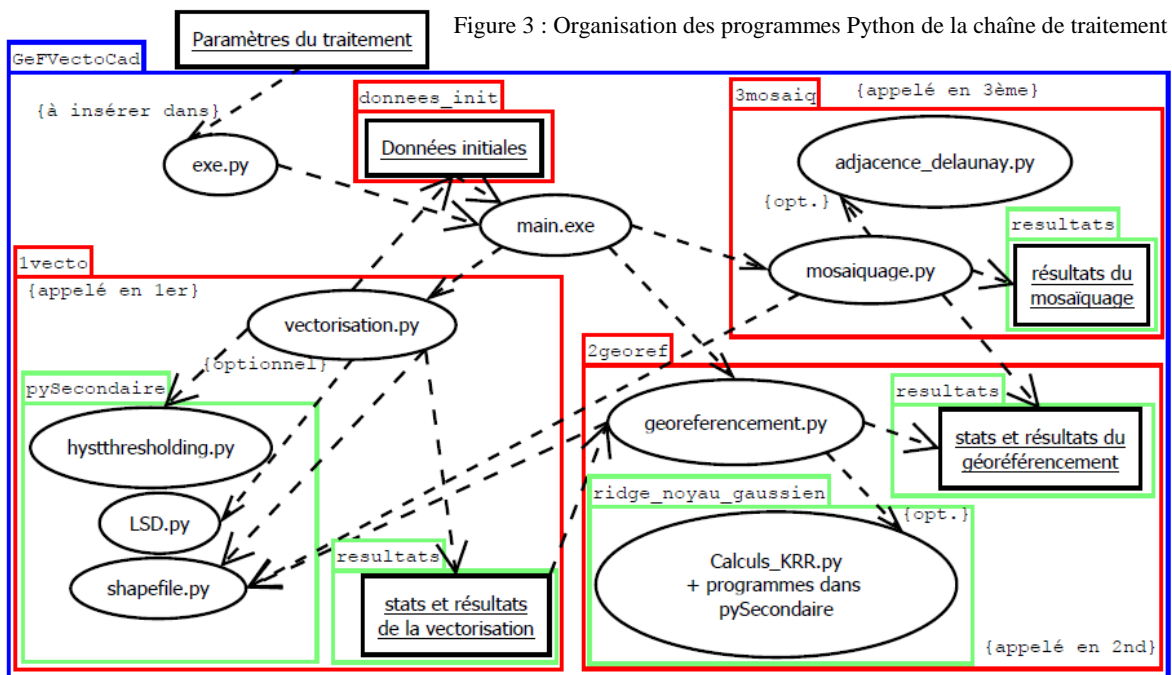 Figure 3 : Organisation des programmes Python de la chaîne de traitement
Paramètres du traitement
GeFVectoCad
{à insérer dans}
exe.py
donnees_init
Données initiales
main.exe
3mosaiq
{appelé en 3ème}
adjacence_delaunay.py
{opt.}
mosaiquage.py
resultats
résultats du
mosaïquage
1vecto
{appelé en 1er}
vectorisation.py
{optionnel}
pySecondaire
hystthresholding.py
LSD.py
shapefile.py
resultats
stats et résultats
de la vectorisation
2georef
georeferencement.py
resultats
stats et résultats du
géoréférencement
ridge_noyau_gaussien
{opt.}
Calculs_KRR.py
+ programmes dans
pySecondaire
{appelé en 2nd}